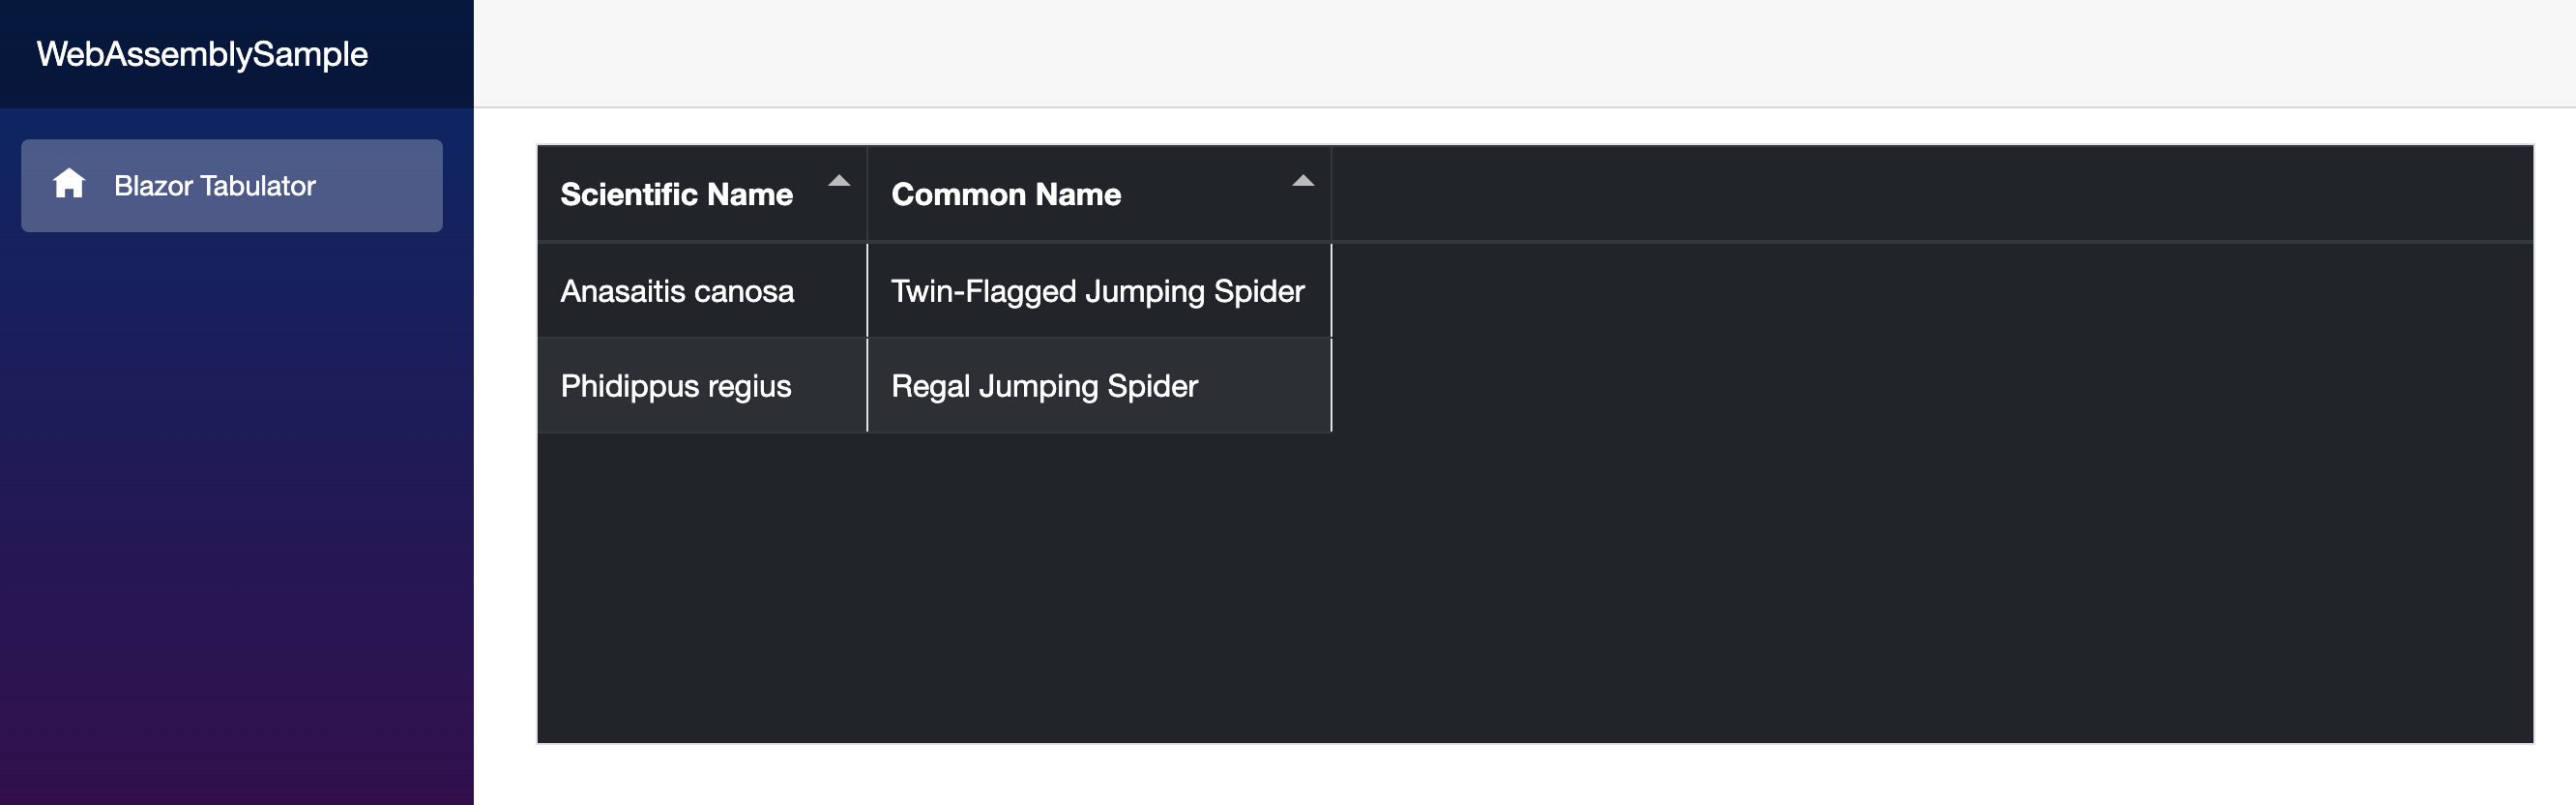 WebAssemblySample
Blazor Tabulator
Scientific Name Common Name
Anasaitis canosa Twin-Flagged Jumping Spider
Phidippus regius Regal Jumping Spider